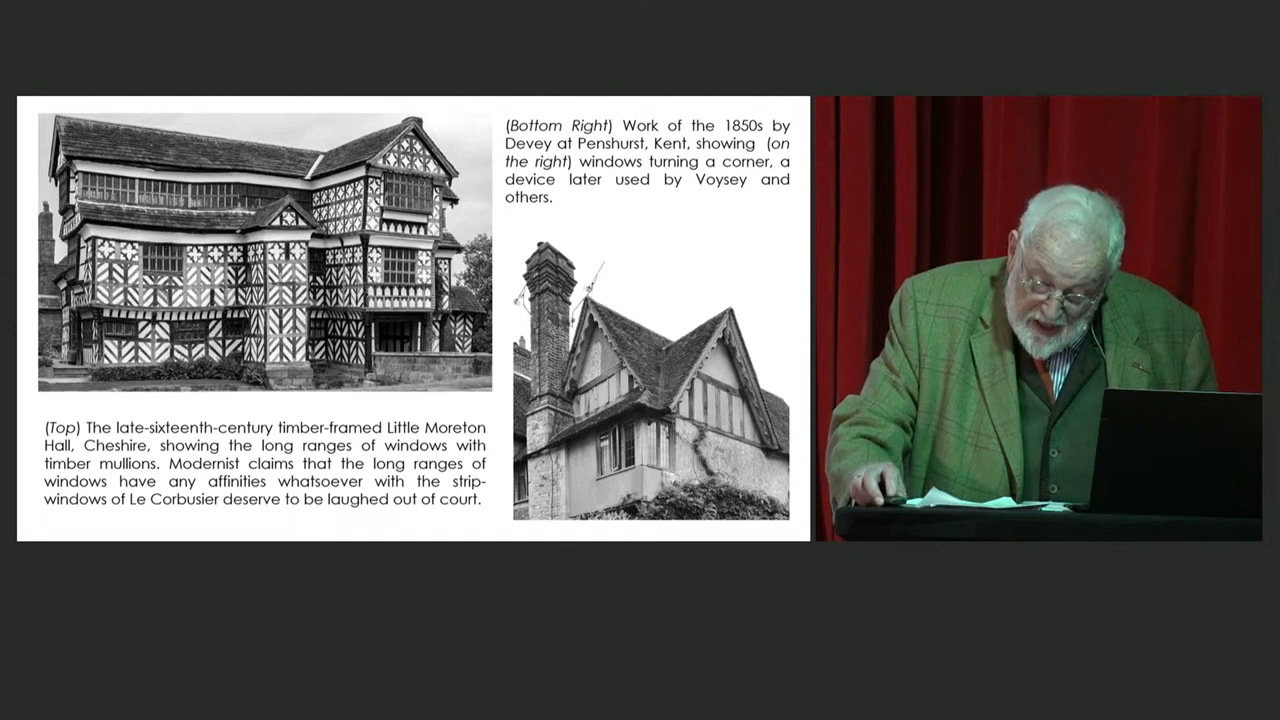 (Bottom Right) Work of the 1850s by
Devey at Penshurst, Kent, showing (on
the right) windows turning a corner, a
device later used by Voysey and
others.
(Top) The late-sixteenth-century timber-framed Little Moreton
Hall, Cheshire, showing the long ranges of windows with
timber mullions. Modernist claims that the long ranges of
windows have any affinities whatsoever with the strip-
windows of Le Corbusier deserve to be laughed out of court.